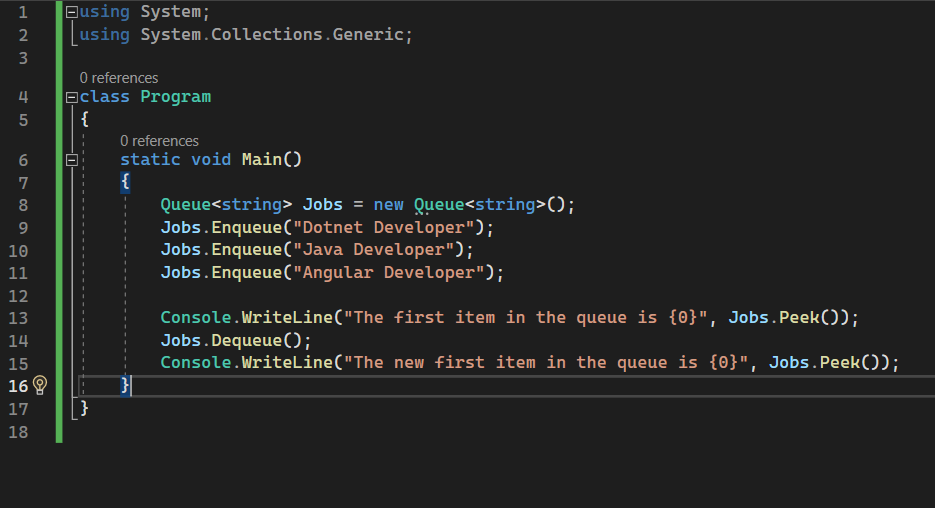 1 using System;
2 using System.Collections.Generic;
3
0 references
4 class Program
5 {
0 references
6 static void Main()
7 {
8 Queue<string> Jobs = new Queue<string>();
9 Jobs.Enqueue("Dotnet Developer");
10 Jobs.Enqueue("Java Developer");
11 Jobs.Enqueue("Angular Developer");
12
13 Console.WriteLine("The first item in the queue is {0}", Jobs.Peek());
14 Jobs.Dequeue();
15 Console.WriteLine("The new first item in the queue is {0}", Jobs.Peek());
16 }
17 }
18